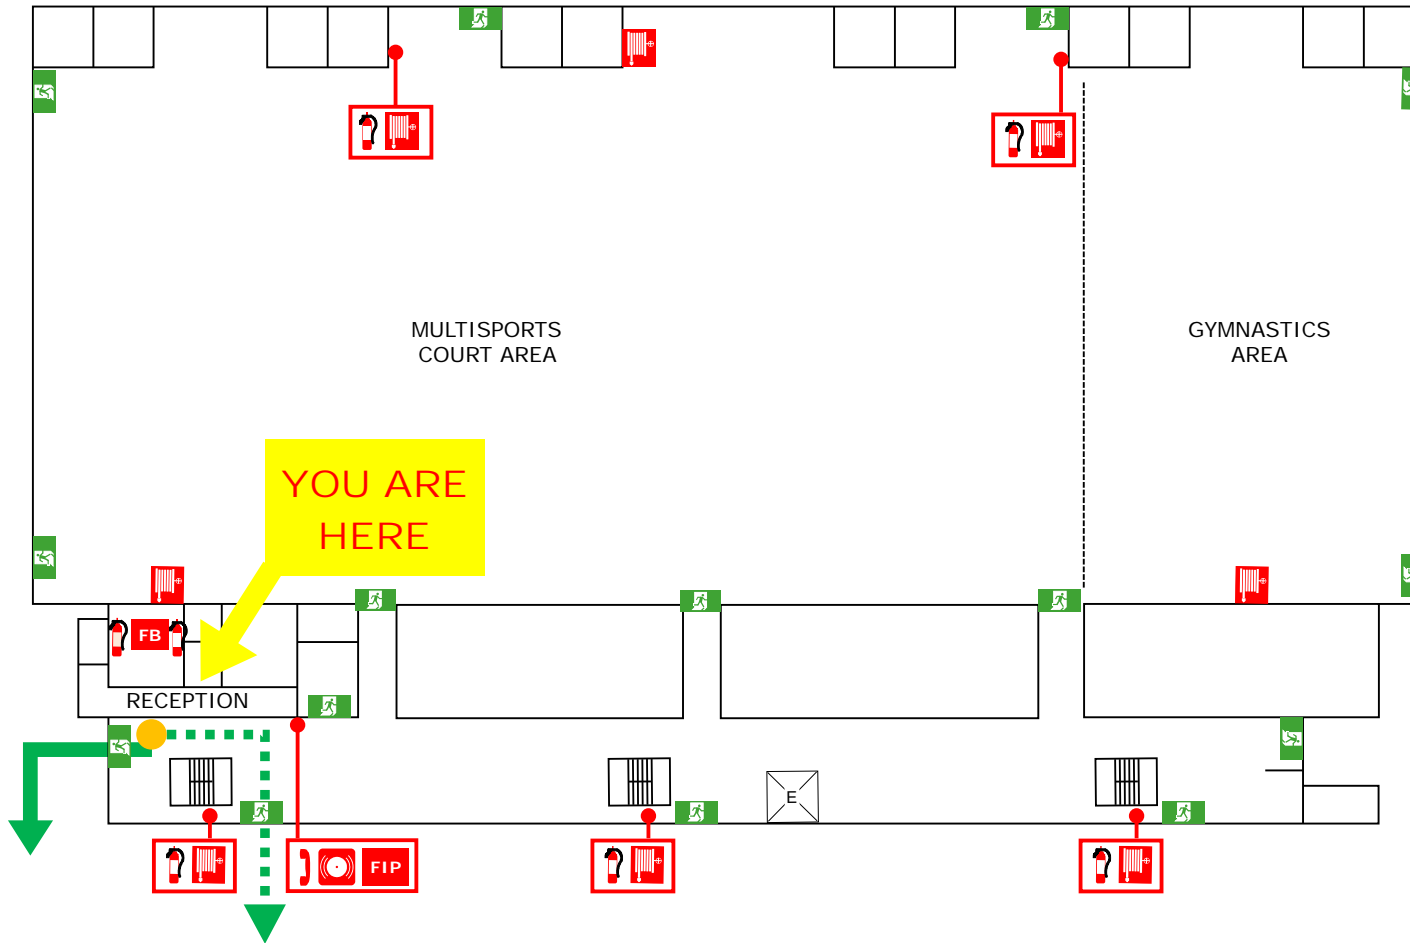 MULTISPORTS
COURT AREA
GYMNASTICS
AREA
YOU ARE
HERE
FB
RECEPTION
E
FIP